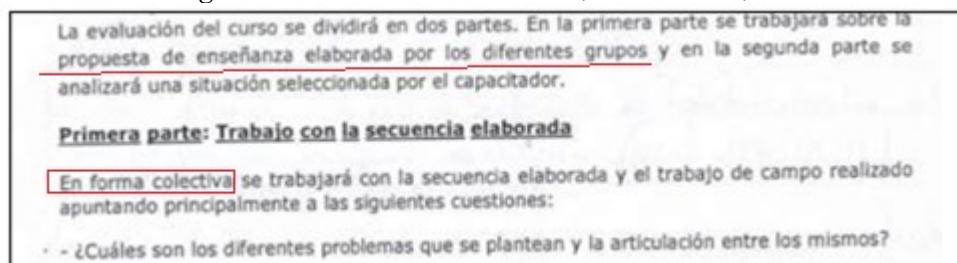 La evaluación del curso se dividirá en dos partes. En la primera parte se trabajará sobre la
propuesta de enseñanza elaborada por los diferentes grupos y en la segunda parte se
analizará una situación seleccionada por el capacitador.
Primera parte: Trabajo con la secuencia elaborada
En forma colectiva se trabajará con la secuencia elaborada y el trabajo de campo realizado
apuntando principalmente a las siguientes cuestiones:
- ¿Cuáles son los diferentes problemas que se plantean y la articulación entre los mismos?